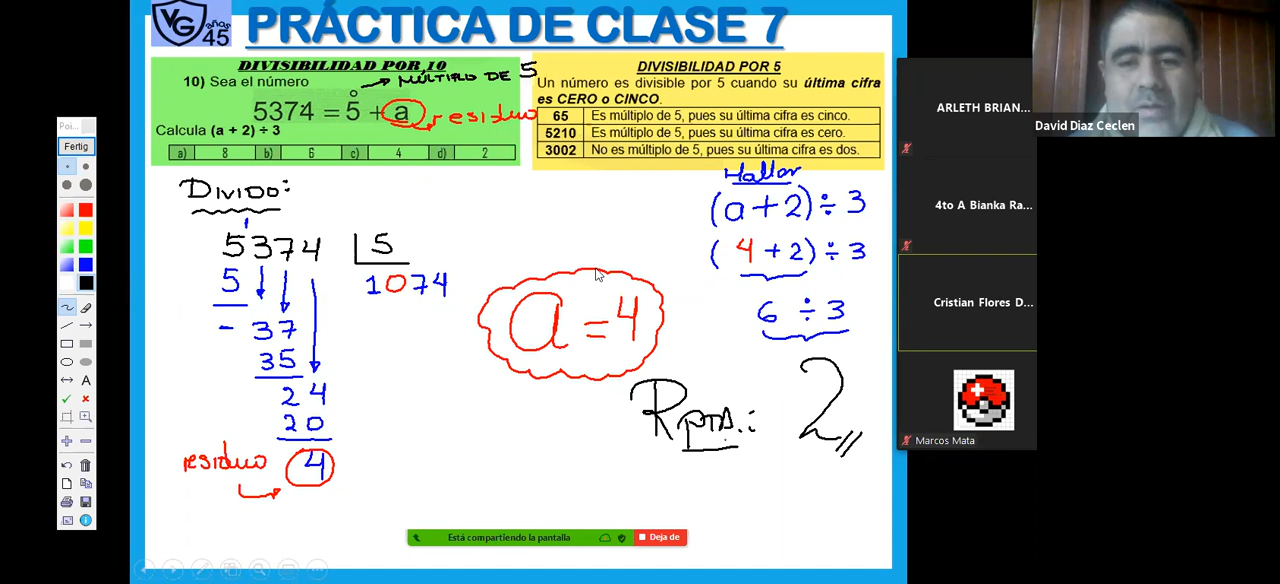 VG
años
45
PRÁCTICA DE CLASE 7
DIVISIBILIDAD POR 10
10) Sea el número
→ MÚLTIPLO DE 5
5374 = 5° + a
residuo
Calcula (a + 2) ÷ 3
a) 8 b) 6 c) 4 d) 2
DIVISIBILIDAD POR 5
Un número es divisible por 5 cuando su última cifra
es CERO o CINCO.
65 Es múltiplo de 5, pues su última cifra es cinco.
5210 Es múltiplo de 5, pues su última cifra es cero.
3002 No es múltiplo de 5, pues su última cifra es dos.
Divido:
5374 5
5 1074
- 37
35
24
20
residuo 4
a = 4
Hallar
(a + 2) ÷ 3
(4 + 2) ÷ 3
6 ÷ 3
Rpta.: 2
Poi...
Fertig
A
David Diaz Ceclen
ARLETH BRIAN...
4to A Bianka Ra...
Cristian Flores D...
Marcos Mata
Está compartiendo la pantalla
Deja de